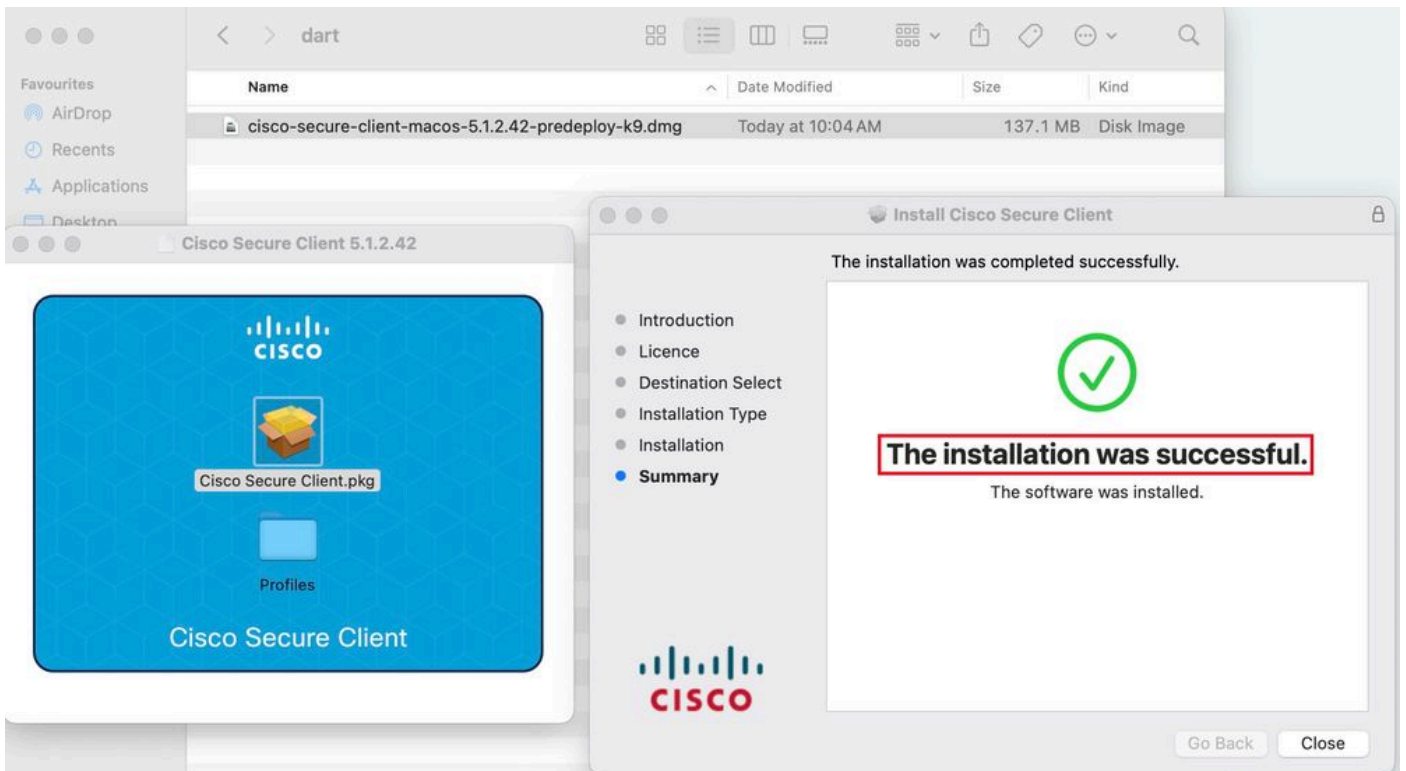 dart
Favourites
AirDrop
Recents
Applications
Desktop
Name
Date Modified
Size
Kind
cisco-secure-client-macos-5.1.2.42-predeploy-k9.dmg
Today at 10:04 AM
137.1 MB
Disk Image
Cisco Secure Client 5.1.2.42
CISCO
Cisco Secure Client.pkg
Profiles
Cisco Secure Client
Install Cisco Secure Client
The installation was completed successfully.
Introduction
Licence
Destination Select
Installation Type
Installation
Summary
The installation was successful.
The software was installed.
CISCO
Go Back
Close